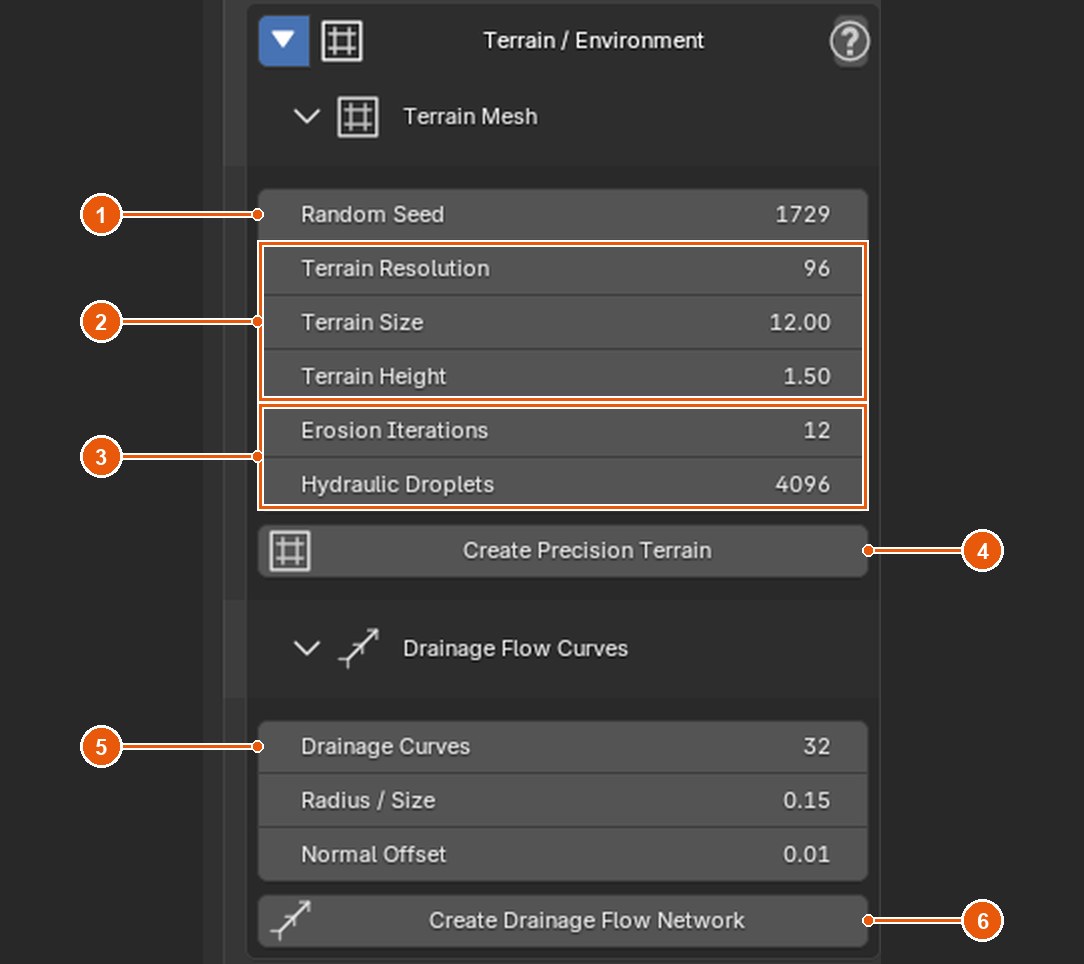 Terrain / Environment
?
Terrain Mesh
1 Random Seed 1729
Terrain Resolution 96
2 Terrain Size 12.00
Terrain Height 1.50
Erosion Iterations 12
3
Hydraulic Droplets 4096
Create Precision Terrain 4
Drainage Flow Curves
5 Drainage Curves 32
Radius / Size 0.15
Normal Offset 0.01
Create Drainage Flow Network 6